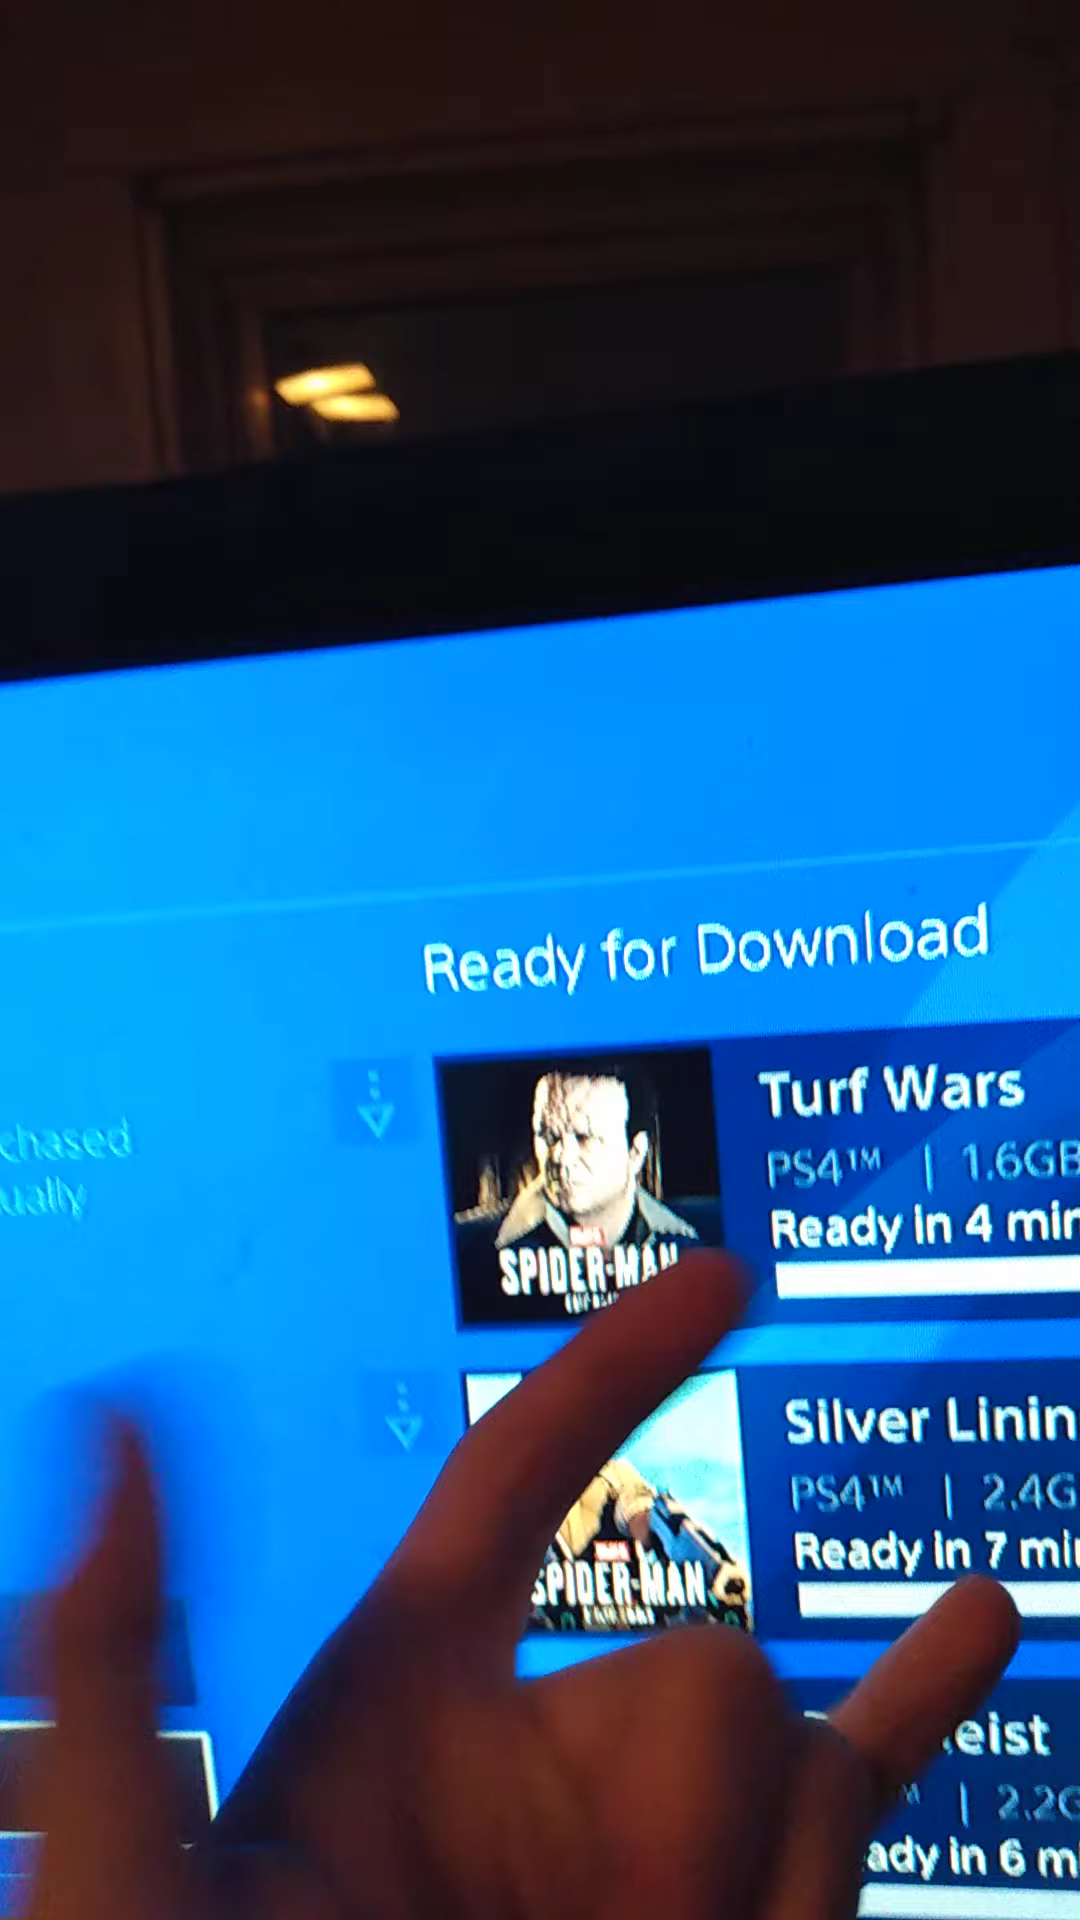 Ready for Download
chased
ually
Turf Wars
PS4™ | 1.6GB
Ready in 4 min
SPIDER-MAN
Silver Linin
PS4™ | 2.4G
Ready in 7 mi
SPIDER-MAN
eist
| 2.2G
ady in 6 m